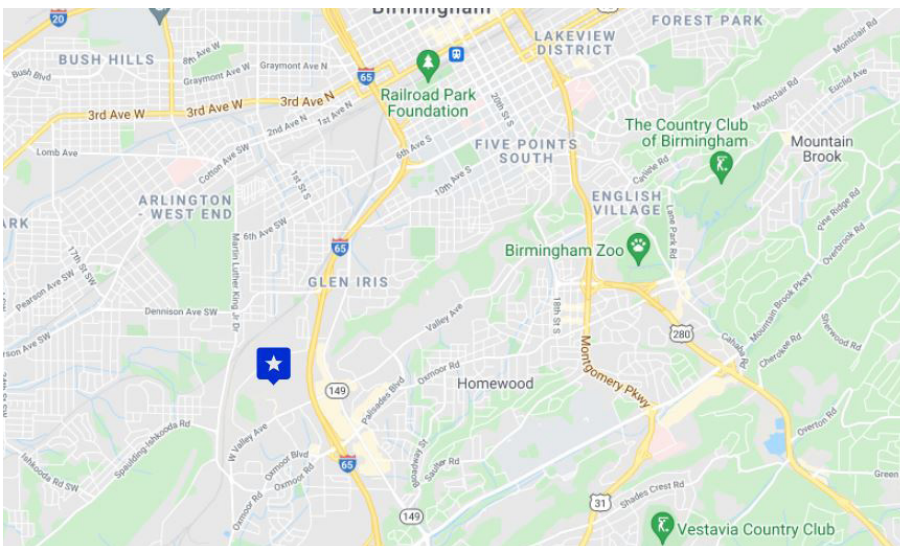 Birmingham
20
FOREST PARK
LAKEVIEW
DISTRICT
Montclair Rd
BUSH HILLS
8th Ave W
Graymont Ave W
Graymont Ave N
Bush Blvd
65
Railroad Park
Foundation
Montclair Rd
Euclid Ave
3rd Ave W
3rd Ave W
3rd Ave N
1st Ave N
2nd Ave N
20th St S
The Country Club
of Birmingham
Mountain
Brook
Lomb Ave
Cotton Ave SW
6th Ave S
FIVE POINTS
SOUTH
1st St S
10th Ave S
ARLINGTON
- WEST END
ENGLISH
VILLAGE
Lane Park Rd
Pine Ridge Rd
Overbrook Rd
ARK
6th Ave SW
Martin Luther King Jr Dr
65
Birmingham Zoo
17th St SW
Pearson Ave SW
GLEN IRIS
Dennison Ave SW
Valley Ave
18th St S
Mountain Brook Pkwy
Sherwood Rd
280
Cahaba Rd
Cherokee Rd
Montgomery Pkwy
Oxmoor Rd
Homewood
149
Palisades Blvd
W Valley Ave
Spaulding-Ishkooda Rd
Ishkooda Rd SW
Oxmoor Blvd
Oxmoor Rd
Oxmoor Rd
65
Broadway St
Saulter Rd
Overton Rd
Green
Shades Crest Rd
31
149
Vestavia Country Club